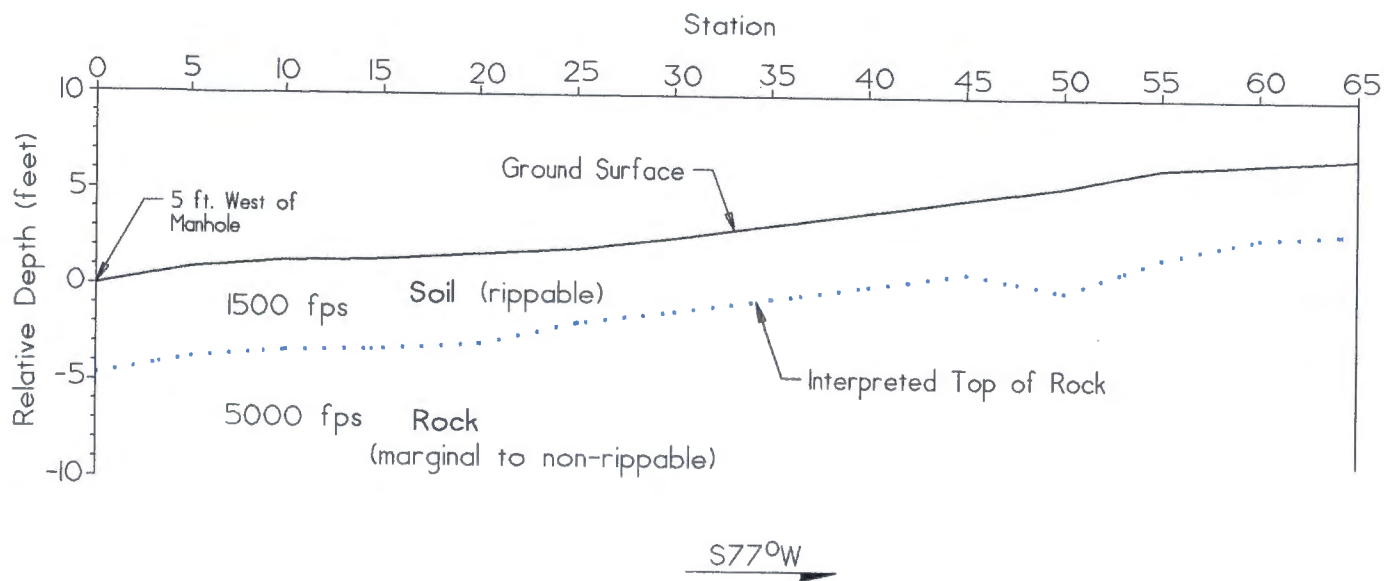 Station
0 5 10 15 20 25 30 35 40 45 50 55 60 65
10
5
0
-5
-10
Relative Depth (feet)
Ground Surface
5 ft. West of
Manhole
1500 fps Soil (rippable)
Interpreted Top of Rock
5000 fps Rock
(marginal to non-rippable)
S77°W